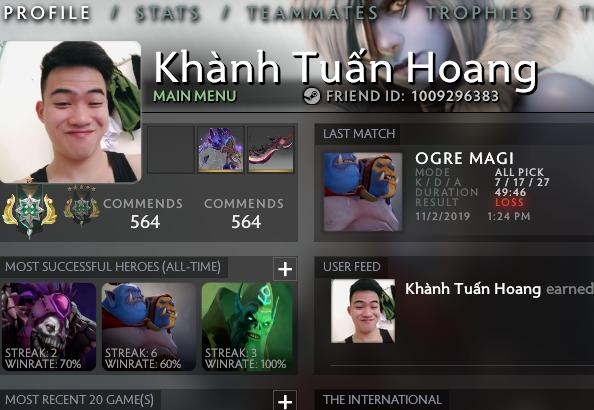 PROFILE / STATS / TEAMMATES / TROPHIES / T
Khành Tuấn Hoang
MAIN MENU
FRIEND ID: 1009296383
COMMENDS
564
COMMENDS
564
LAST MATCH
OGRE MAGI
MODE ALL PICK
K / D / A 7 / 17 / 27
DURATION 49:46
RESULT LOSS
11/2/2019 1:24 PM
MOST SUCCESSFUL HEROES (ALL-TIME)
STREAK: 2
WINRATE: 70%
STREAK: 6
WINRATE: 60%
STREAK: 3
WINRATE: 100%
USER FEED
Khành Tuấn Hoang earned
MOST RECENT 20 GAME(S)
THE INTERNATIONAL